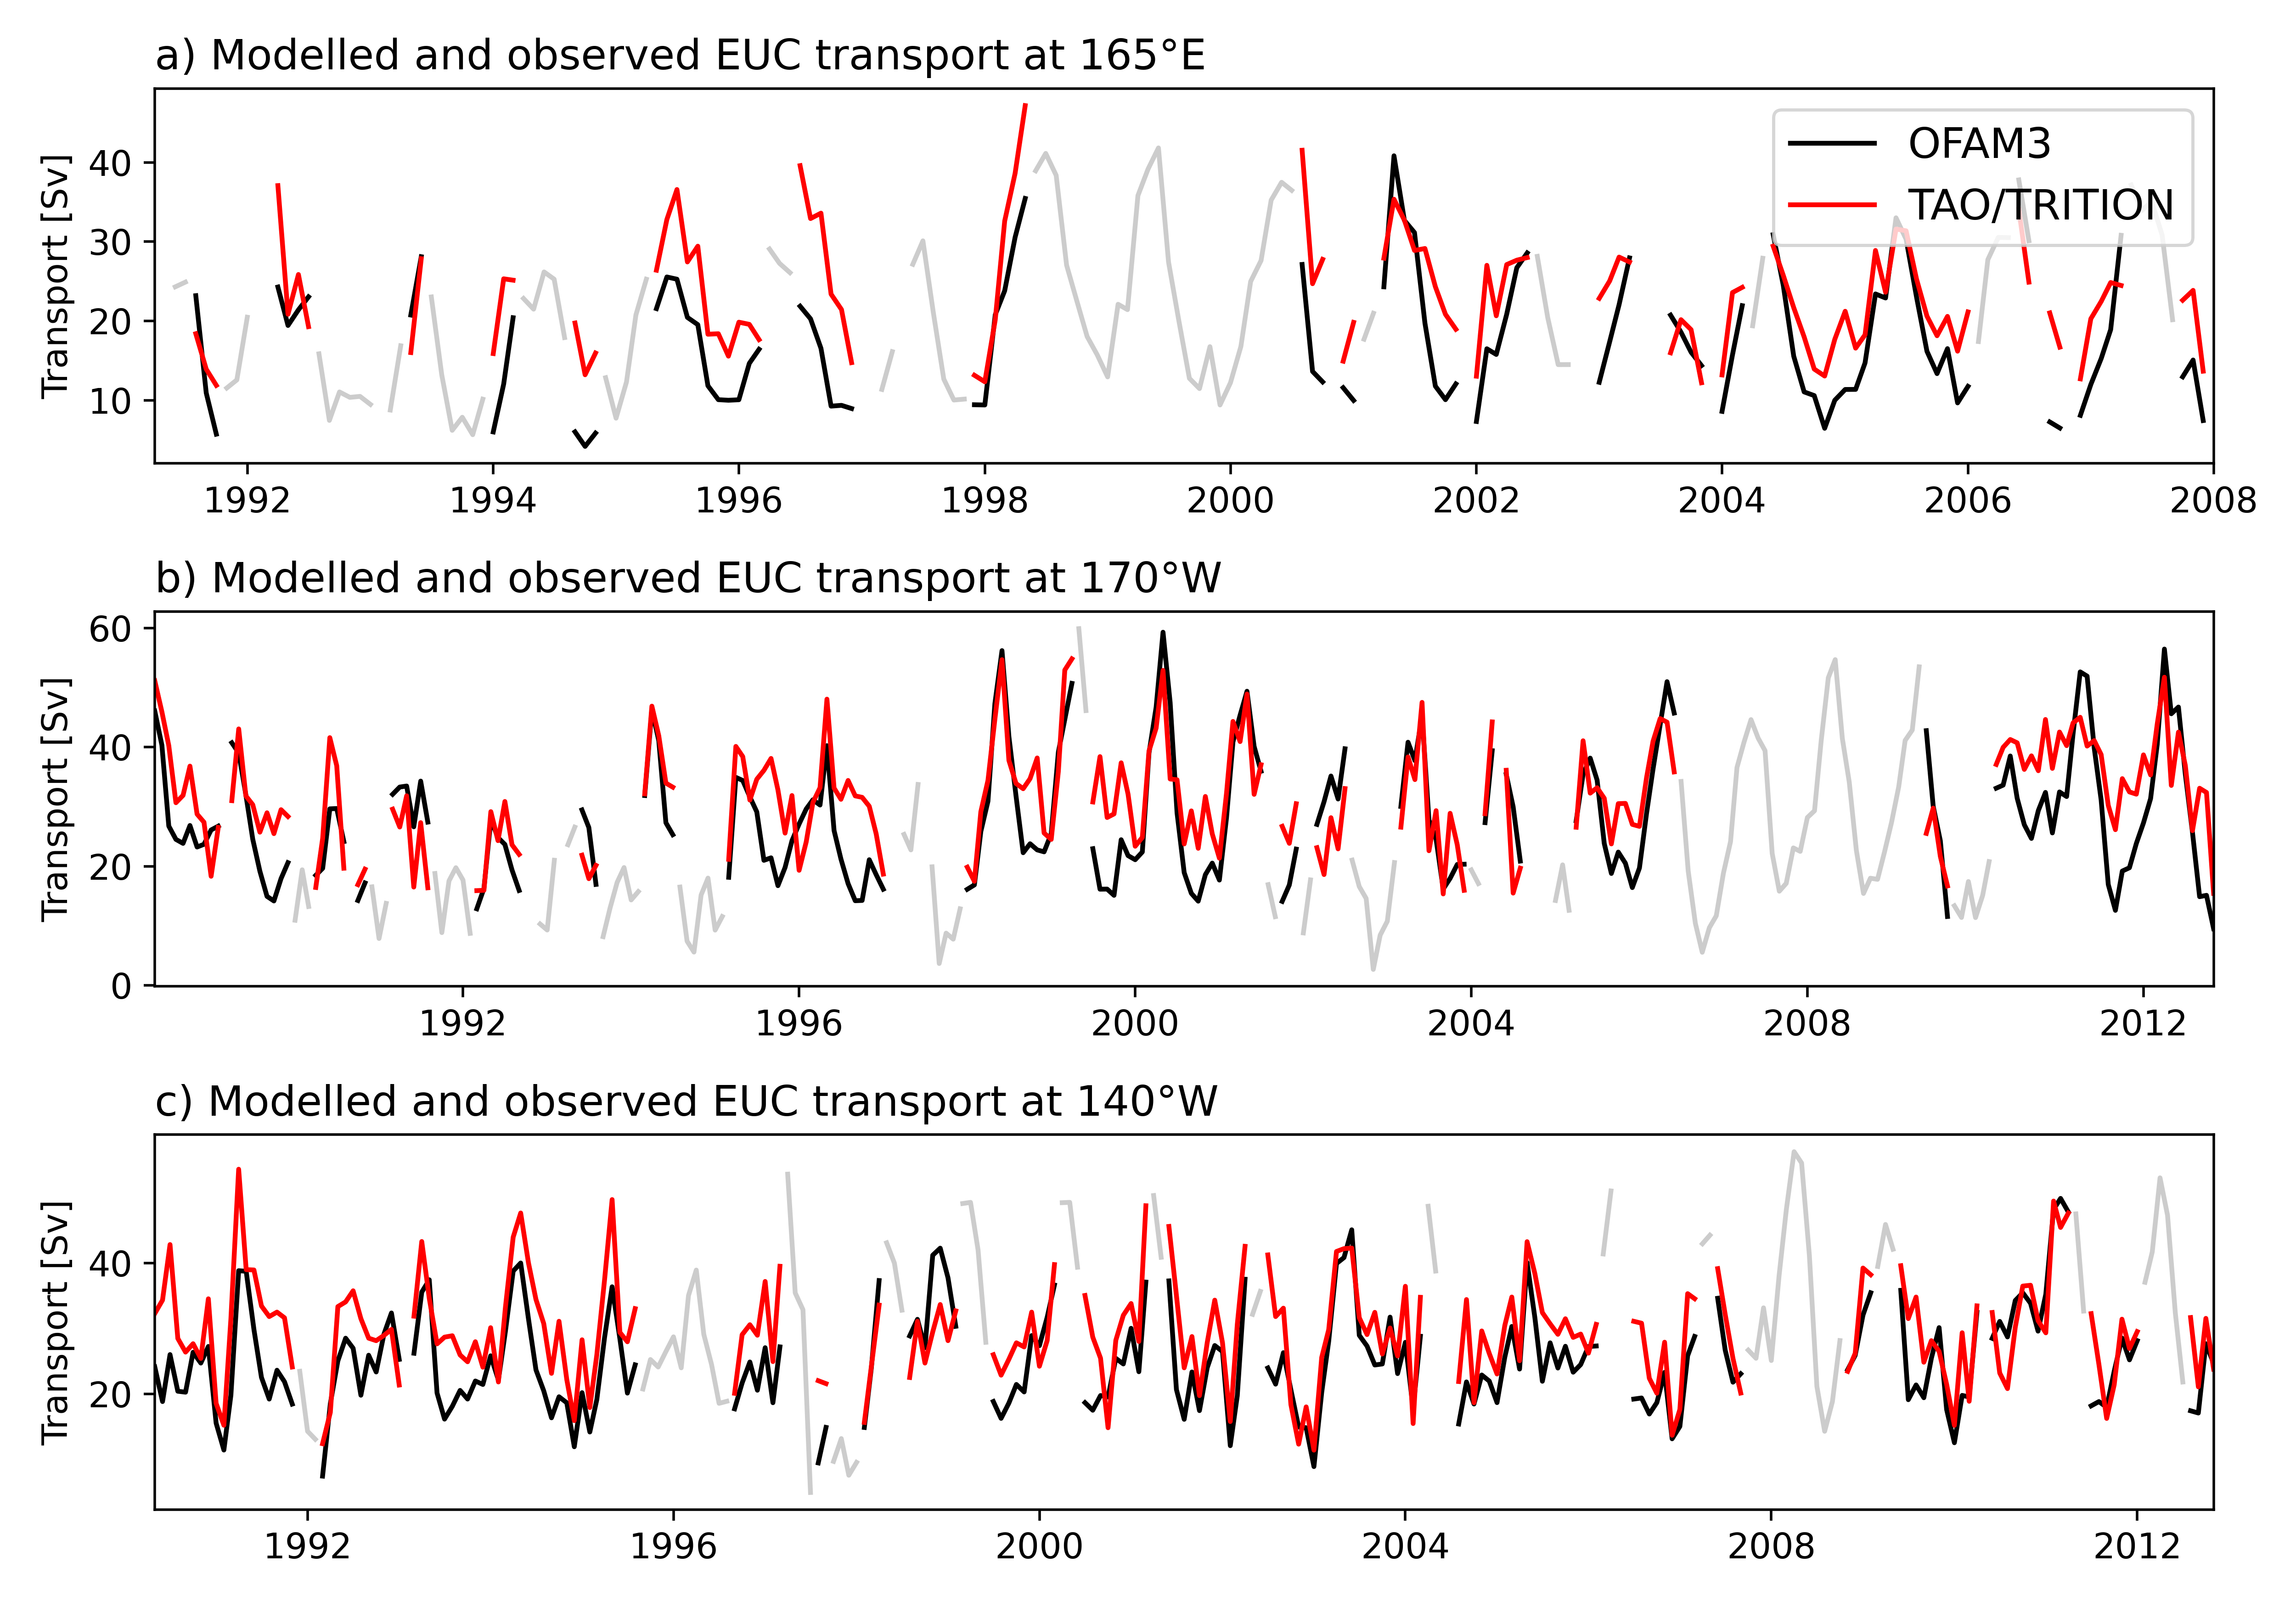 a) Modelled and observed EUC transport at 165°E
Transport [Sv]
40
30
20
10
OFAM3
TAO/TRITION
1992 1994 1996 1998 2000 2002 2004 2006 2008
b) Modelled and observed EUC transport at 170°W
Transport [Sv]
60
40
20
0
1992 1996 2000 2004 2008 2012
c) Modelled and observed EUC transport at 140°W
Transport [Sv]
40
20
1992 1996 2000 2004 2008 2012